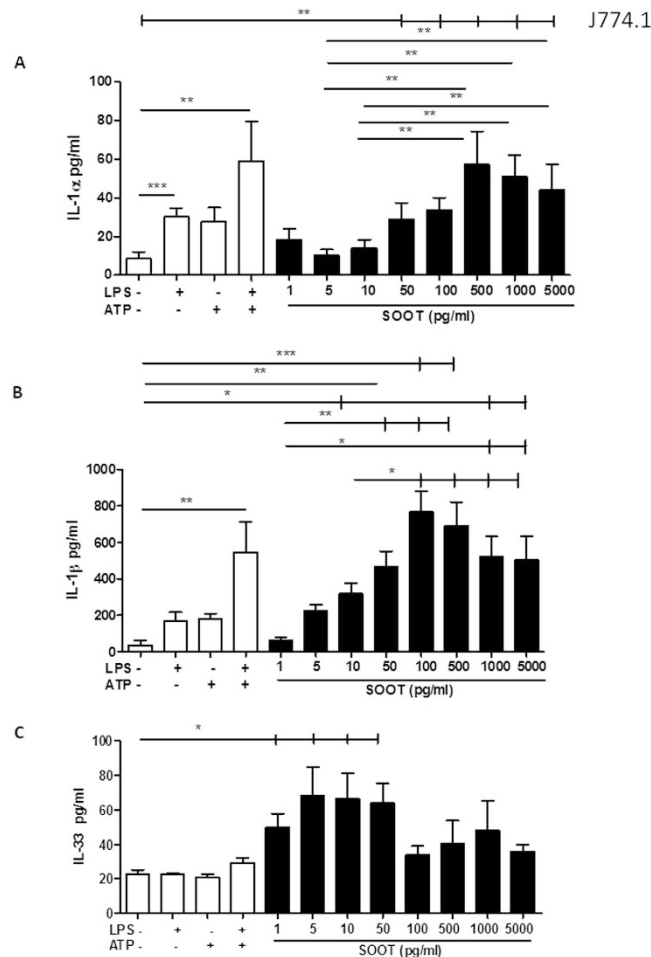 ** J774.1
**
**
A ** **
100 **
** **
80 **
60
***
40
20
0
IL-1α pg/ml
LPS - + - + 1 5 10 50 100 500 1000 5000
ATP - - + + SOOT (pg/ml)
***
**
B *
**
*
1000 *
800 **
600
400
200
0
IL-1β pg/ml
LPS - + - + 1 5 10 50 100 500 1000 5000
ATP - - + + SOOT (pg/ml)
C *
100
80
60
40
20
0
IL-33 pg/ml
LPS - + - + 1 5 10 50 100 500 1000 5000
ATP - - + + SOOT (pg/ml)